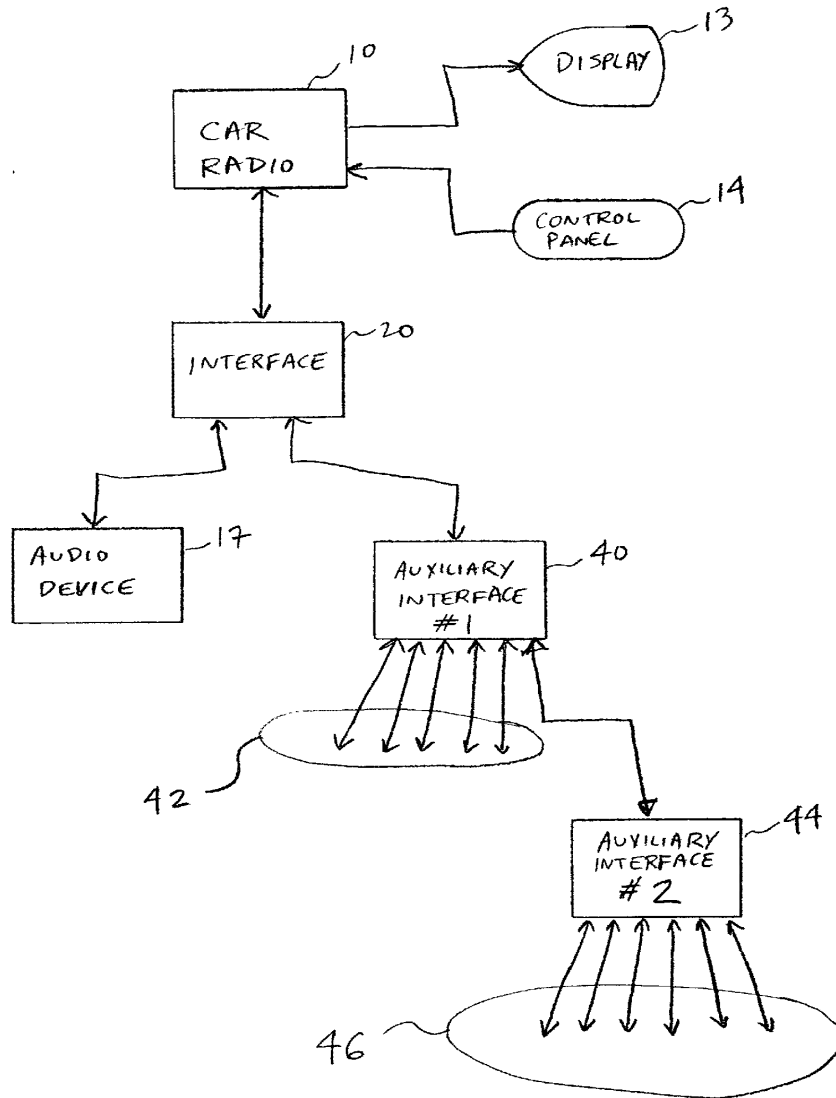 13
DISPLAY
10
CAR
RADIO
14
CONTROL
PANEL
20
INTERFACE
17
AUDIO
DEVICE
40
AUXILIARY
INTERFACE
#1
42
44
AUXILIARY
INTERFACE
#2
46